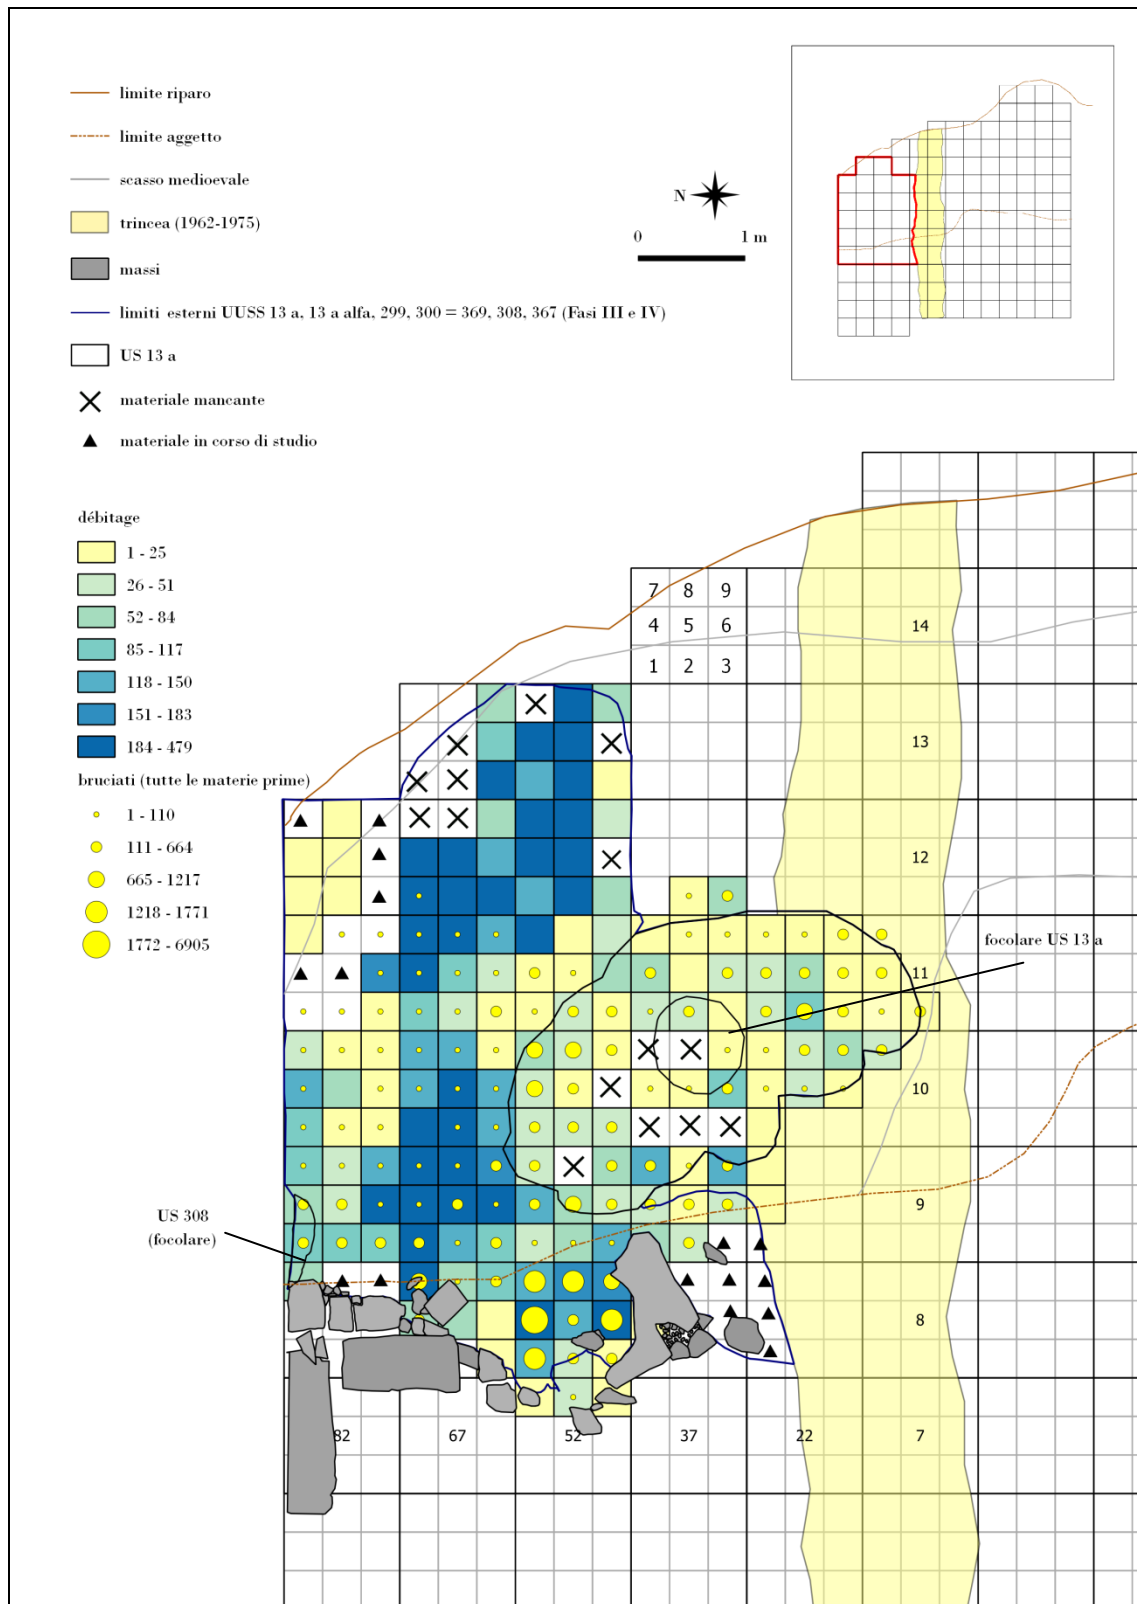 limite riparo
limite aggetto
scasso medioevale
trincea (1962-1975)
massi
limiti esterni UUSS 13 a, 13 a alfa, 299, 300 = 369, 308, 367 (Fasi III e IV)
US 13 a
materiale mancante
materiale in corso di studio
N
0 1 m
débitage
1 - 25
26 - 51
52 - 84
85 - 117
118 - 150
151 - 183
184 - 479
bruciati (tutte le materie prime)
1 - 110
111 - 664
665 - 1217
1218 - 1771
1772 - 6905
7 8 9
4 5 6
1 2 3
14
13
12
focolare US 13 a
11
10
9
US 308
(focolare)
8
82 67 52 37 22 7